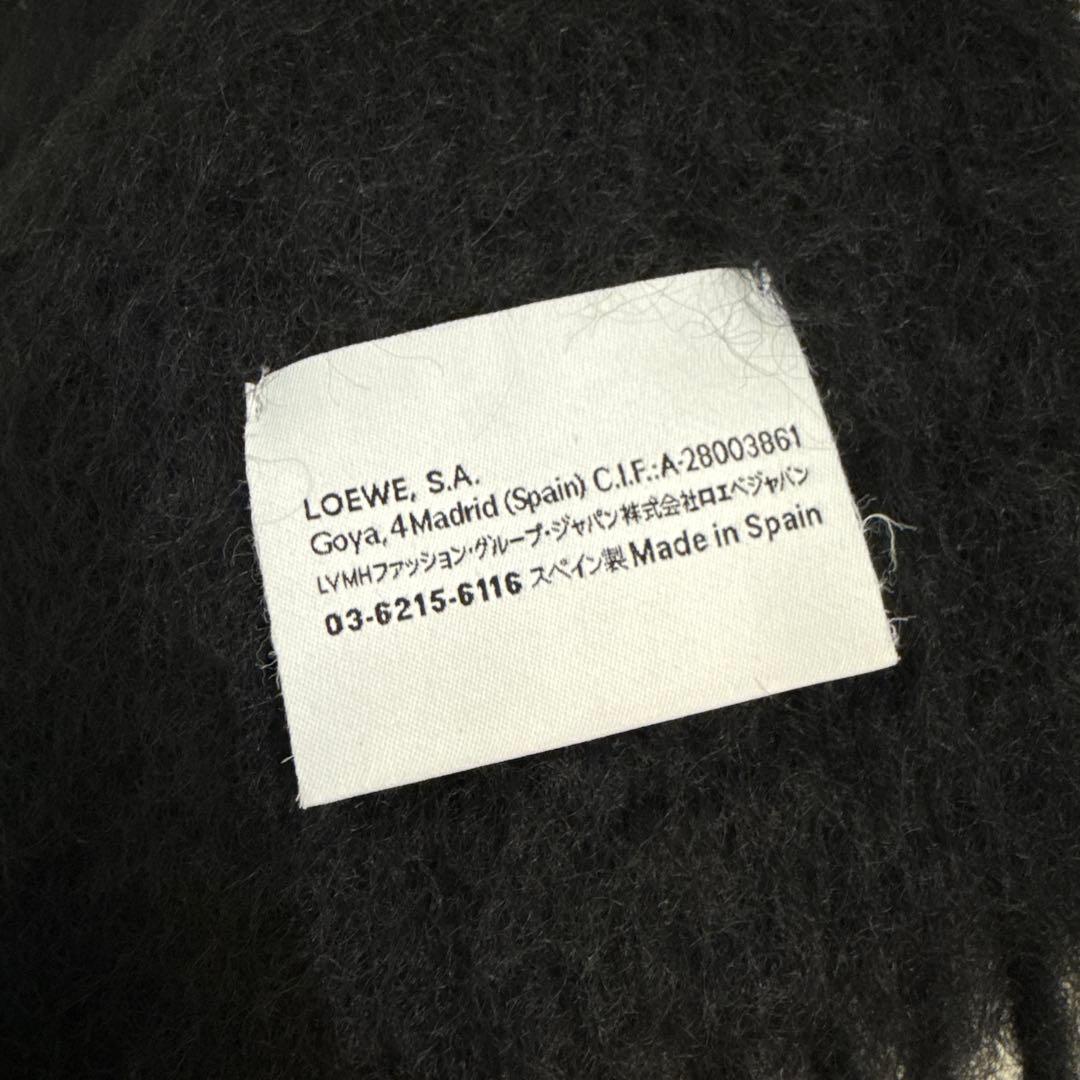 LOEWE, S.A.
Goya, 4 Madrid (Spain) C.I.F.:A-28003861
LVMHファッション・グループ・ジャパン株式会社ロエベジャパン
03-6215-6116 スペイン製 Made in Spain